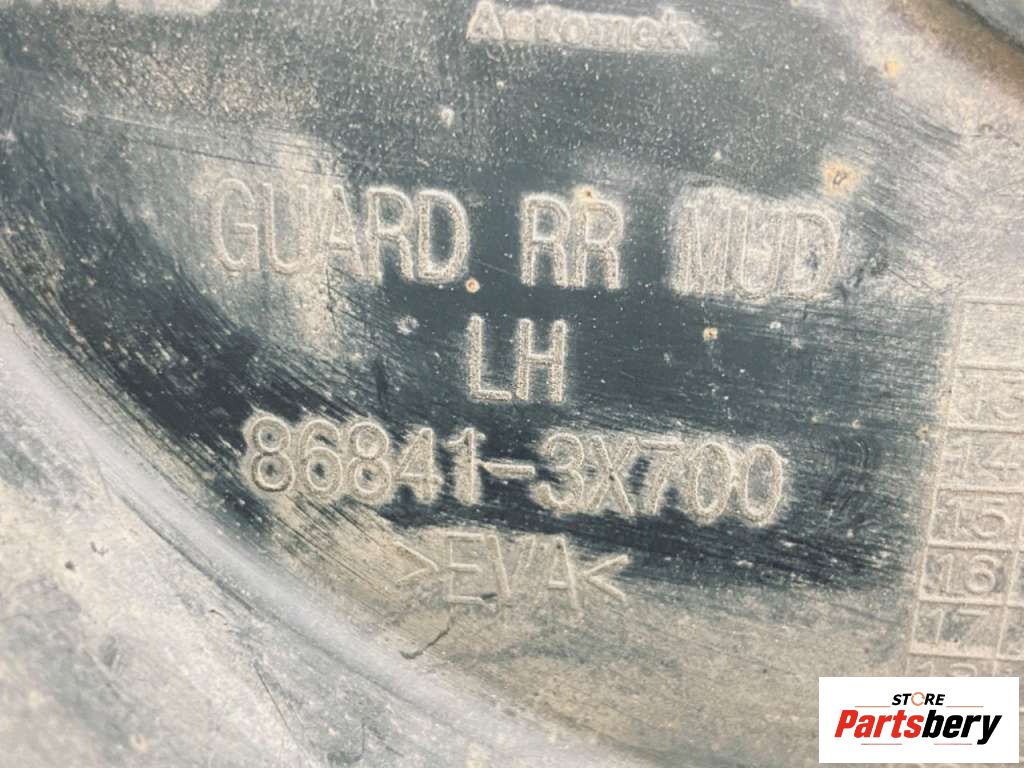 GUARD RR MUD
LH
86841-3X700
>EVA<
13
14
15
16
17
STORE
Partsbery